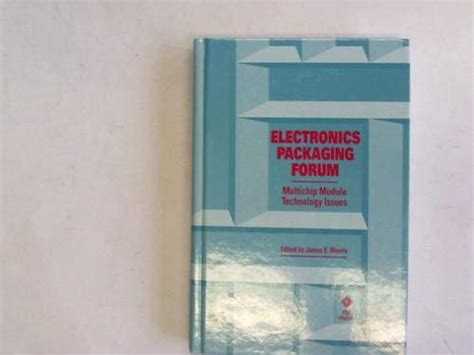 ELECTRONICS
PACKAGING
FORUM
Multichip Module
Technology Issues
Edited by James E. Morris